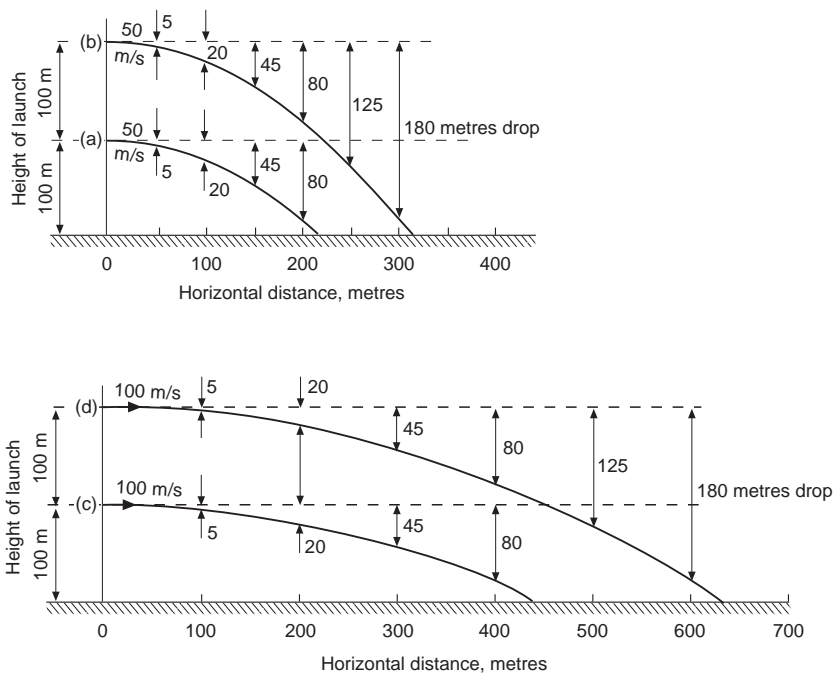 50
5
(b)
m/s
20
45
80
125
100 m
180 metres drop
50
(a)
m/s
5
20
45
80
100 m
Height of launch
0 100 200 300 400
Horizontal distance, metres
100 m/s
5
20
(d)
45
80
125
100 m
180 metres drop
100 m/s
(c)
5
20
45
80
100 m
Height of launch
0 100 200 300 400 500 600 700
Horizontal distance, metres